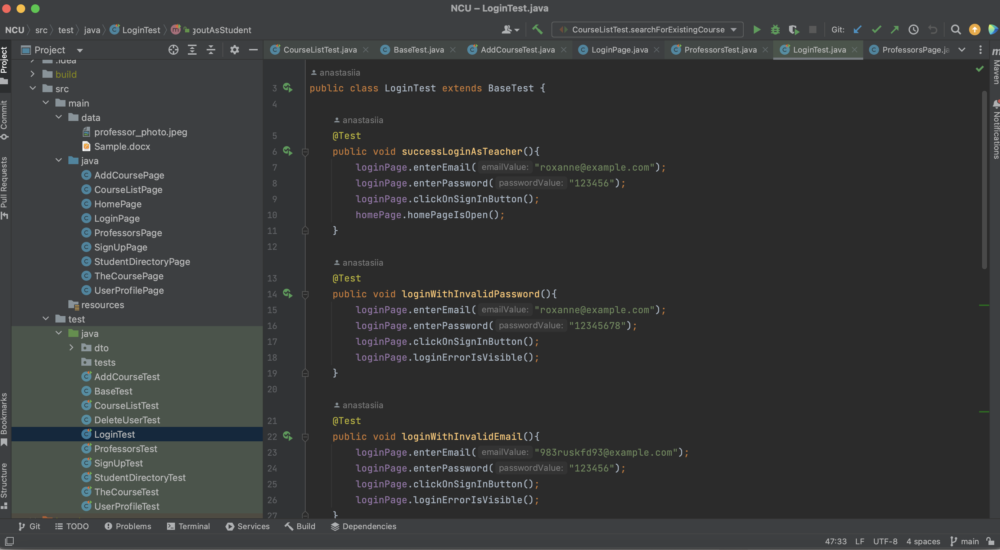 NCU – LoginTest.java
NCU src test java LoginTest goutAsStudent
CourseListTest.searchForExistingCourse
Git:
Project
CourseListTest.java BaseTest.java AddCourseTest.java LoginPage.java ProfessorsTest.java LoginTest.java ProfessorsPage.ja
Project
Commit
Pull Requests
Bookmarks
Structure
.idea
build
src
main
data
professor_photo.jpeg
Sample.docx
java
AddCoursePage
CourseListPage
HomePage
LoginPage
ProfessorsPage
SignUpPage
StudentDirectoryPage
TheCoursePage
UserProfilePage
resources
test
java
dto
tests
AddCourseTest
BaseTest
CourseListTest
DeleteUserTest
LoginTest
ProfessorsTest
SignUpTest
StudentDirectoryTest
TheCourseTest
UserProfileTest
anastasiia
3 public class LoginTest extends BaseTest {
4
anastasiia
5 @Test
6 public void successLoginAsTeacher(){
7 loginPage.enterEmail( emailValue: "roxanne@example.com");
8 loginPage.enterPassword( passwordValue: "123456");
9 loginPage.clickOnSignInButton();
10 homePage.homePageIsOpen();
11 }
12
anastasiia
13 @Test
14 public void loginWithInvalidPassword(){
15 loginPage.enterEmail( emailValue: "roxanne@example.com");
16 loginPage.enterPassword( passwordValue: "12345678");
17 loginPage.clickOnSignInButton();
18 loginPage.loginErrorIsVisible();
19 }
20
anastasiia
21 @Test
22 public void loginWithInvalidEmail(){
23 loginPage.enterEmail( emailValue: "983ruskfd93@example.com");
24 loginPage.enterPassword( passwordValue: "123456");
25 loginPage.clickOnSignInButton();
26 loginPage.loginErrorIsVisible();
27 }
m
Maven
Notifications
Git TODO Problems Terminal Services Build Dependencies
47:33 LF UTF-8 4 spaces main